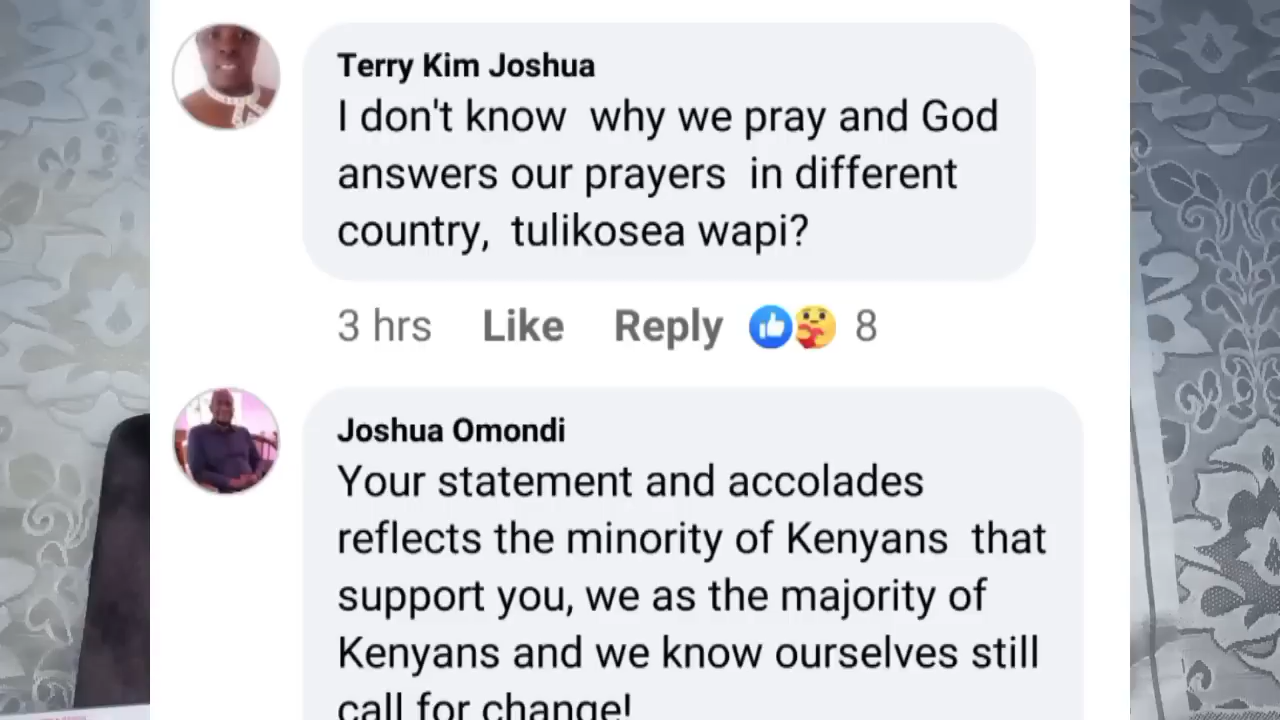 Terry Kim Joshua
I don't know why we pray and God
answers our prayers in different
country, tulikosea wapi?
3 hrs Like Reply 8
Joshua Omondi
Your statement and accolades
reflects the minority of Kenyans that
support you, we as the majority of
Kenyans and we know ourselves still
call for change!